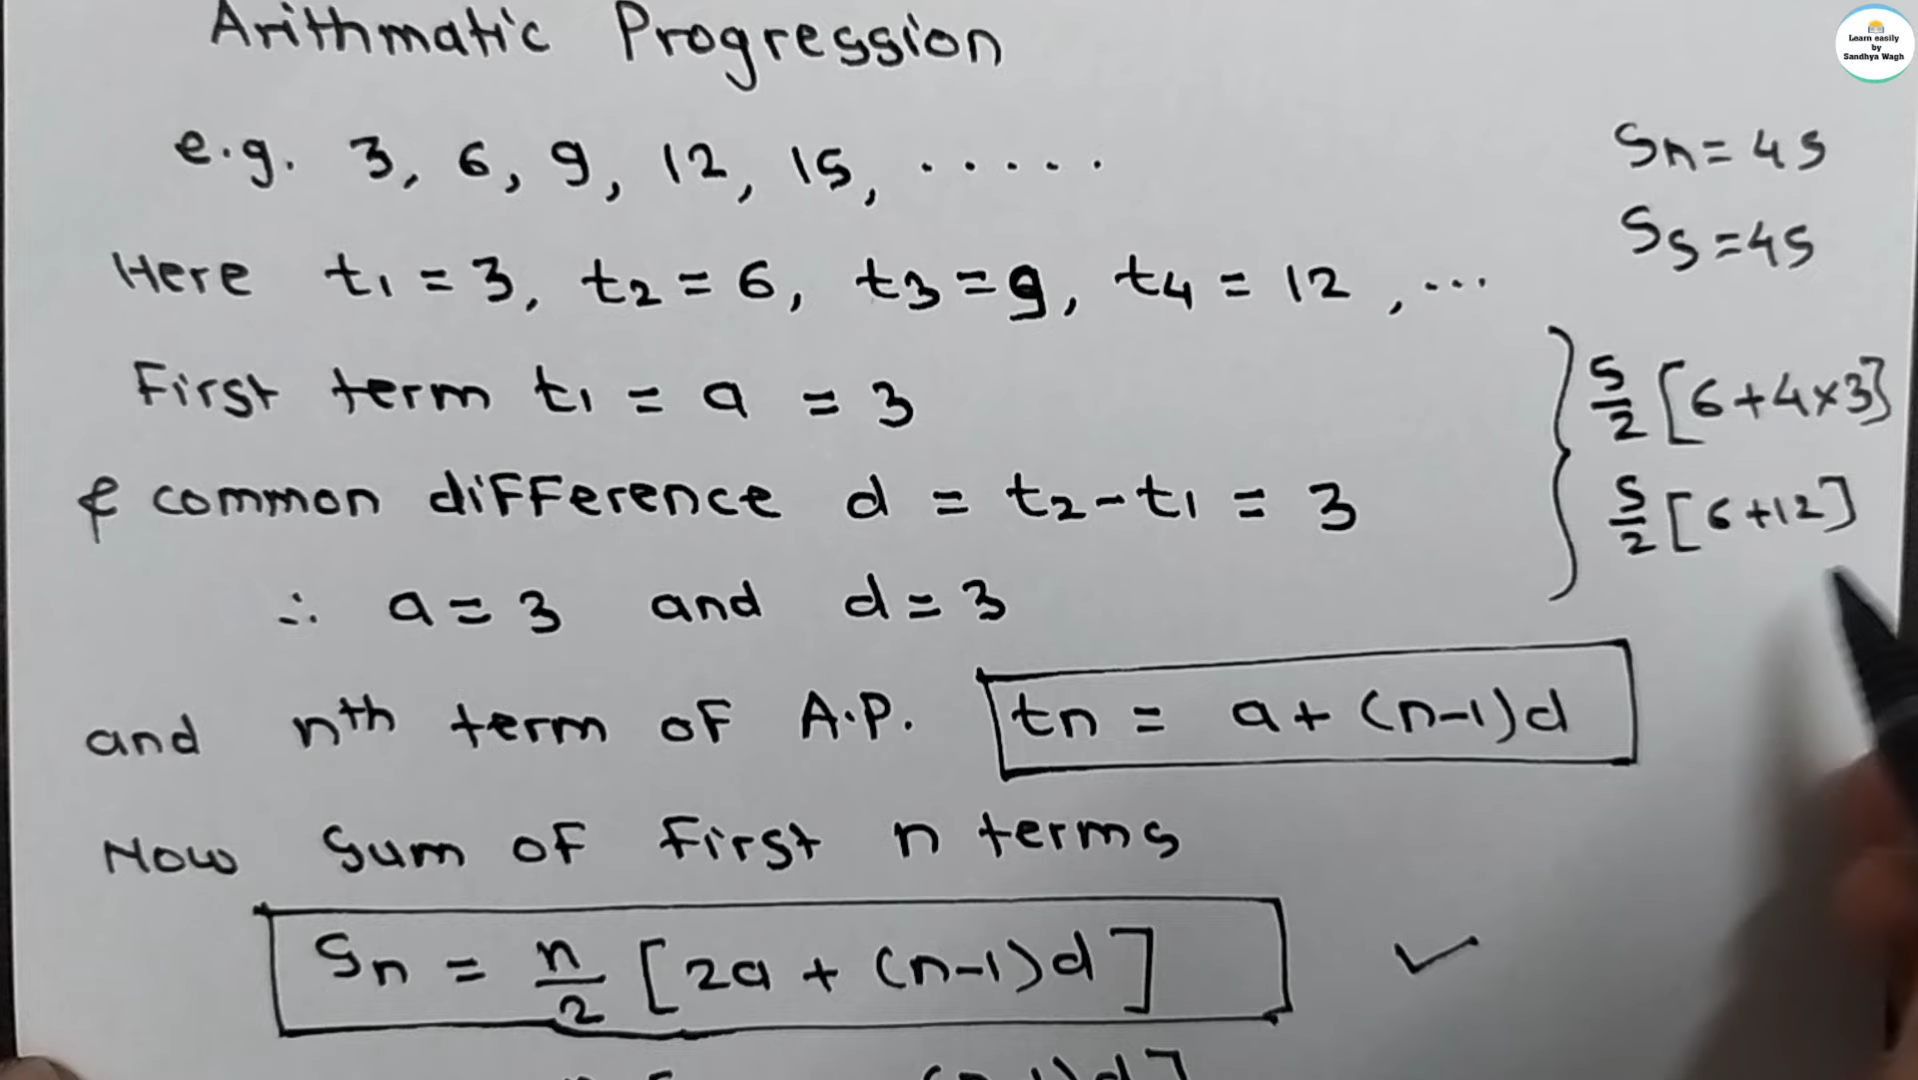 Arithmatic Progression
e.g. 3, 6, 9, 12, 15, .....
Here t1 = 3, t2 = 6, t3 = 9, t4 = 12, ...
First term t1 = a = 3
& common difference d = t2-t1 = 3
∴ a = 3 and d = 3
and nth term of A.P. tn = a + (n-1)d
Now sum of first n terms
Sn = n/2 [2a + (n-1)d] ✓
(n-1)d]
Sn = 45
S5 = 45
5/2 [6+4×3]
5/2 [6+12]
Learn easily
by
Sandhya Wagh